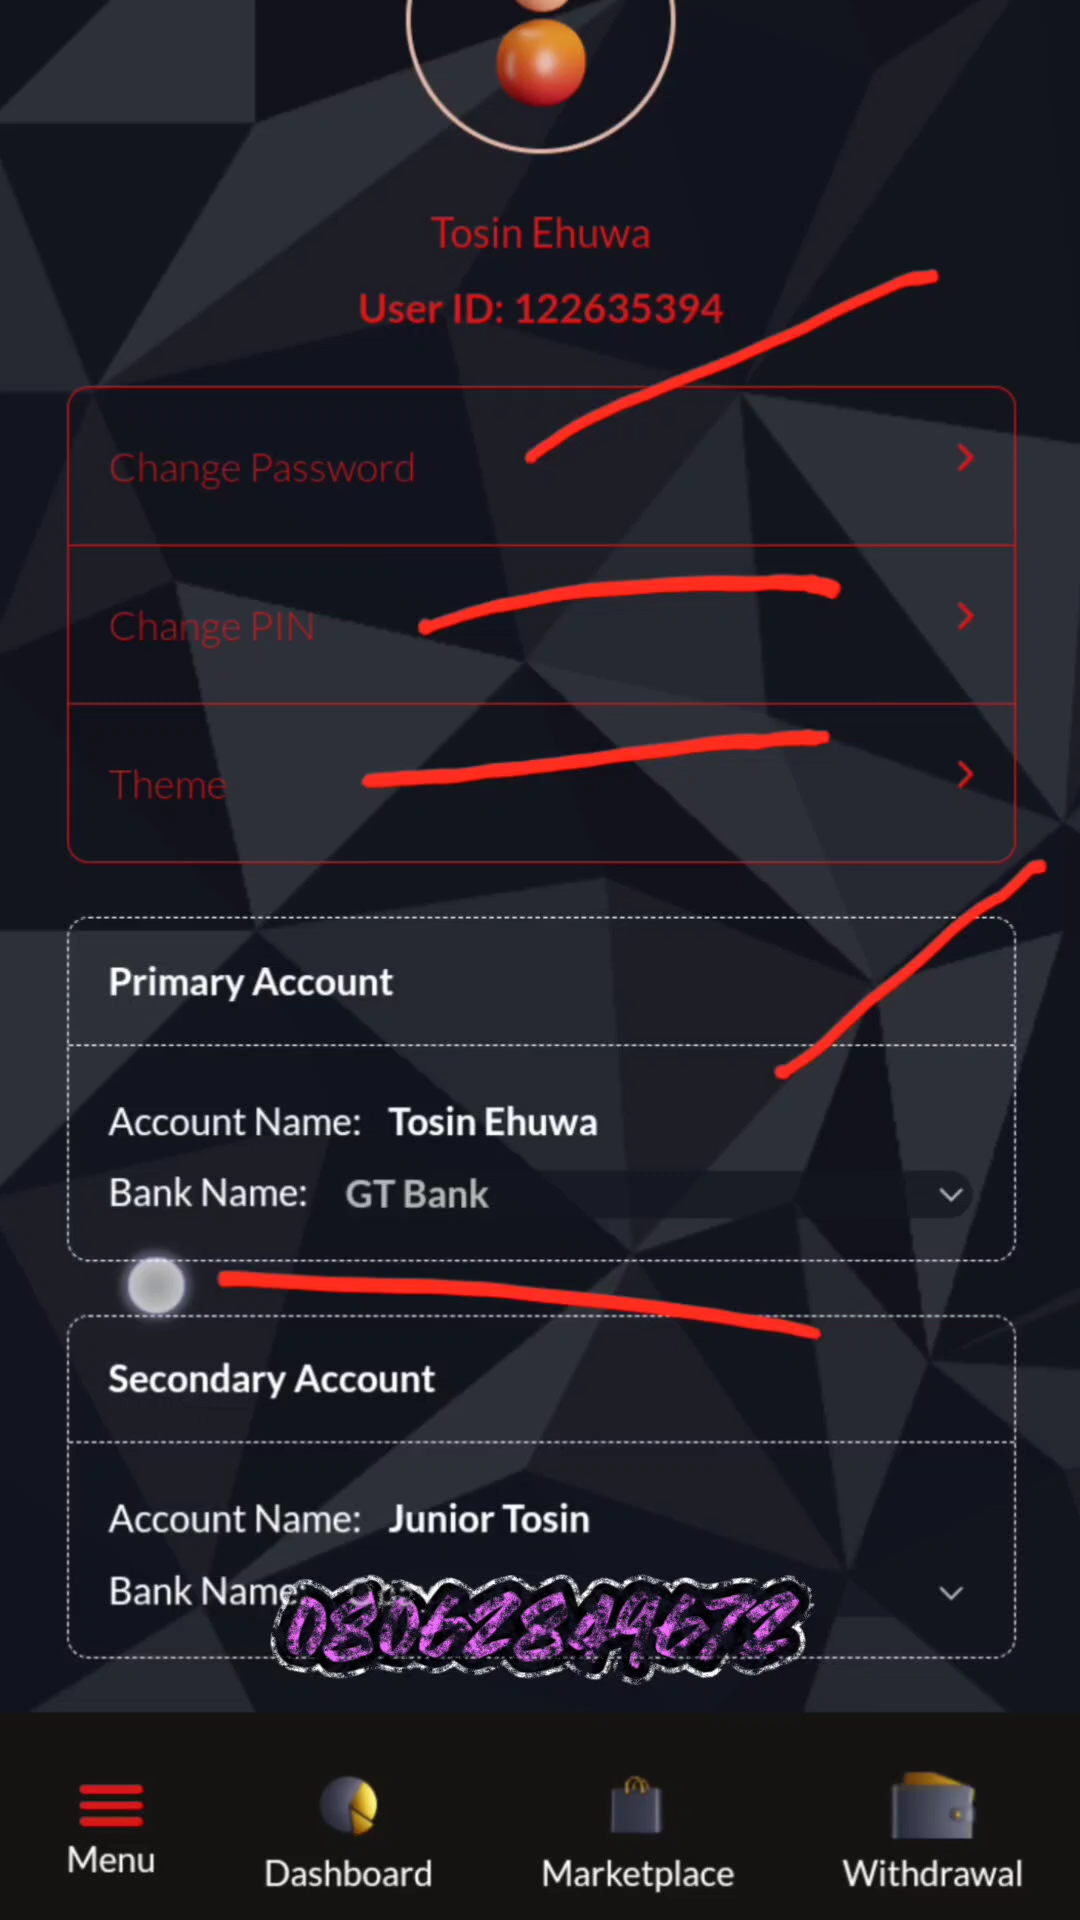 Tosin Ehuwa
User ID: 122635394
Change Password
Change PIN
Theme
Primary Account
Account Name: Tosin Ehuwa
Bank Name: GT Bank
Secondary Account
Account Name: Junior Tosin
Bank Name:
08062849672
Menu
Dashboard
Marketplace
Withdrawal